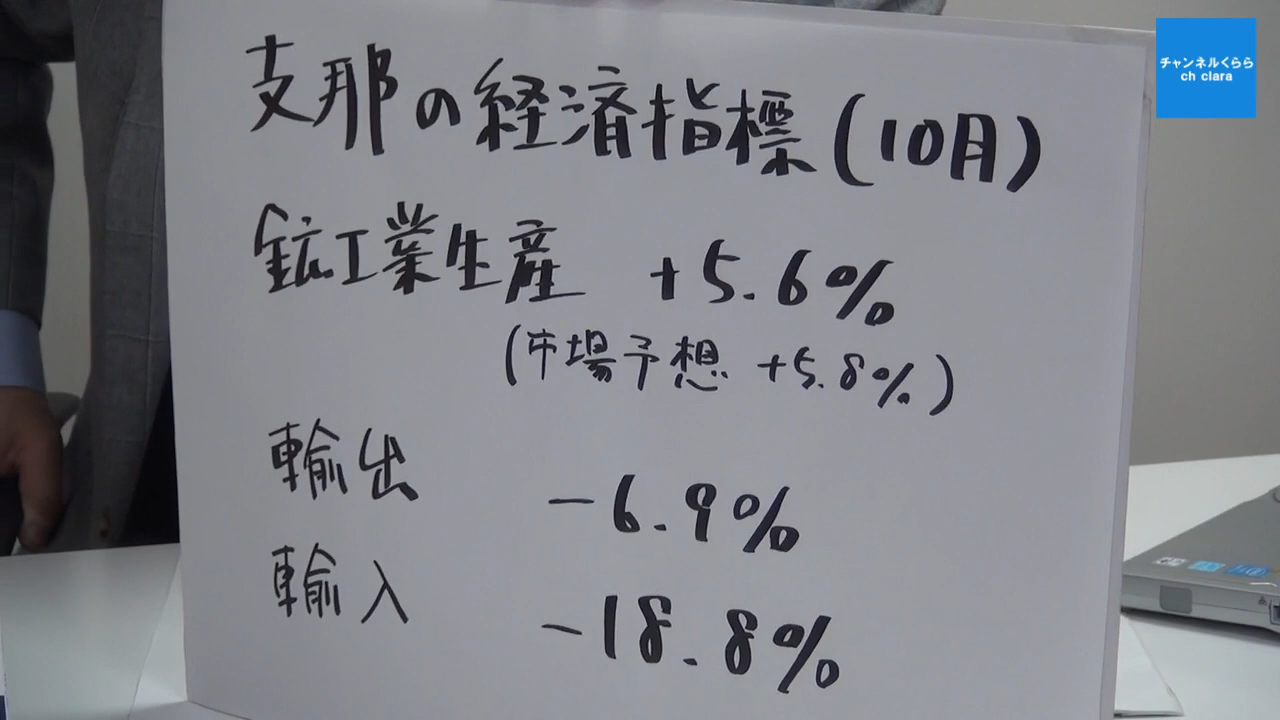 支那の経済指標(10月)
鉱工業生産 +5.6%
(市場予想 +5.8%)
輸出 -6.9%
輸入 -18.8%
チャンネルくらら
ch clara